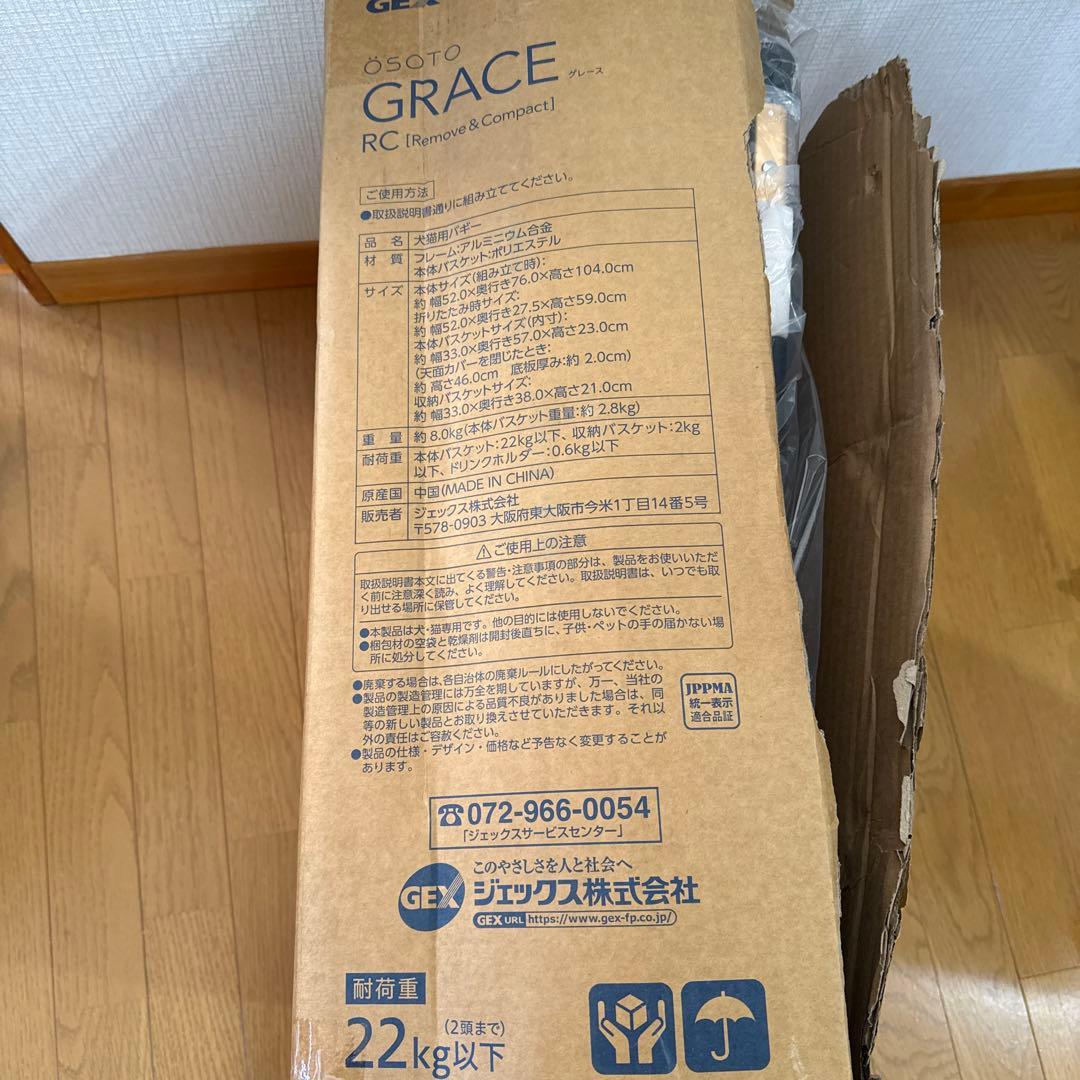 GEX
ÖSOTO
GRACE グレース
RC [Remove & Compact]
ご使用方法
●取扱説明書通りに組み立ててください。
品 名 犬猫用バギー
材 質 フレーム:アルミニウム合金
本体バスケット:ポリエステル
サイズ 本体サイズ(組み立て時):
約 幅52.0×奥行き76.0×高さ104.0cm
折りたたみ時サイズ:
約 幅52.0×奥行き27.5×高さ59.0cm
本体バスケットサイズ(内寸):
約 幅33.0×奥行き57.0×高さ23.0cm
(天面カバーを閉じたとき:
約 高さ46.0cm 底板厚み:約 2.0cm)
収納バスケットサイズ:
約 幅33.0×奥行き38.0×高さ21.0cm
重 量 約8.0kg(本体バスケット重量:約 2.8kg)
耐荷重 本体バスケット:22kg以下、収納バスケット:2kg
以下、ドリンクホルダー:0.6kg以下
原産国 中国(MADE IN CHINA)
販売者 ジェックス株式会社
〒578-0903 大阪府東大阪市今米1丁目14番5号
⚠ご使用上の注意
取扱説明書本文に出てくる警告・注意事項の部分は、製品をお使いいただ
く前に注意深く読み、よく理解してください。取扱説明書は、いつでも取
り出せる場所に保管してください。
●本製品は犬・猫専用です。他の目的には使用しないでください。
●梱包材の空袋と乾燥剤は開封後直ちに、子供・ペットの手の届かない場
所に処分してください。
●廃棄する場合は、各自治体の廃棄ルールにしたがってください。
●製品の製造管理には万全を期していますが、万一、当社の
製造管理上の原因による品質不良がありました場合は、同
等の新しい製品とお取り換えさせていただきます。それ以
外の責任はご容赦ください。
●製品の仕様・デザイン・価格など予告なく変更することが
あります。
JPPMA
統一表示
適合品証
☎072-966-0054
「ジェックスサービスセンター」
このやさしさを人と社会へ
GEX ジェックス株式会社
GEX URL https://www.gex-fp.co.jp/
耐荷重
22kg以下 (2頭まで)